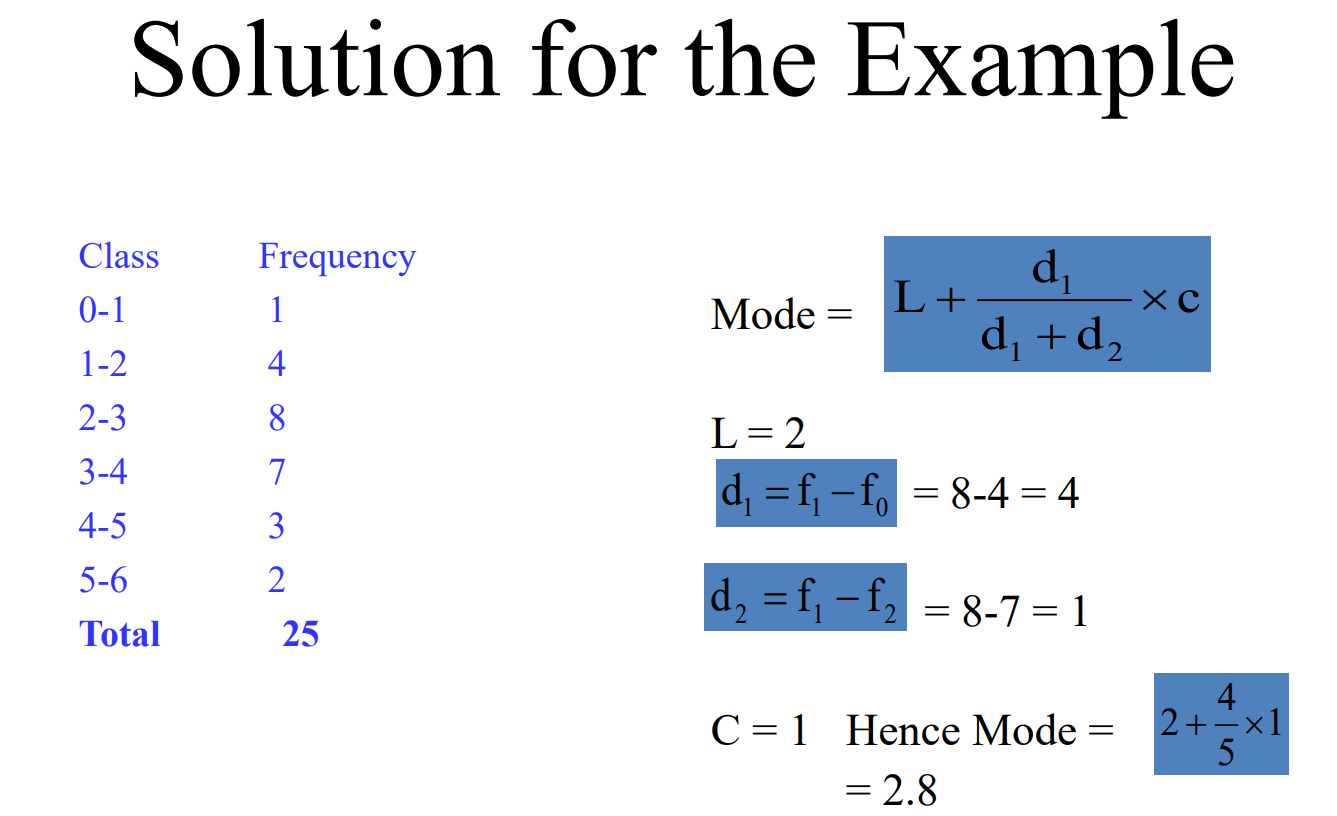 Solution for the Example
Class Frequency
0-1 1
1-2 4
2-3 8
3-4 7
4-5 3
5-6 2
Total 25
Mode = L + d₁/(d₁ + d₂) × c
L = 2
d₁ = f₁ − f₀ = 8-4 = 4
d₂ = f₁ − f₂ = 8-7 = 1
C = 1 Hence Mode = 2 + 4/5 × 1
= 2.8